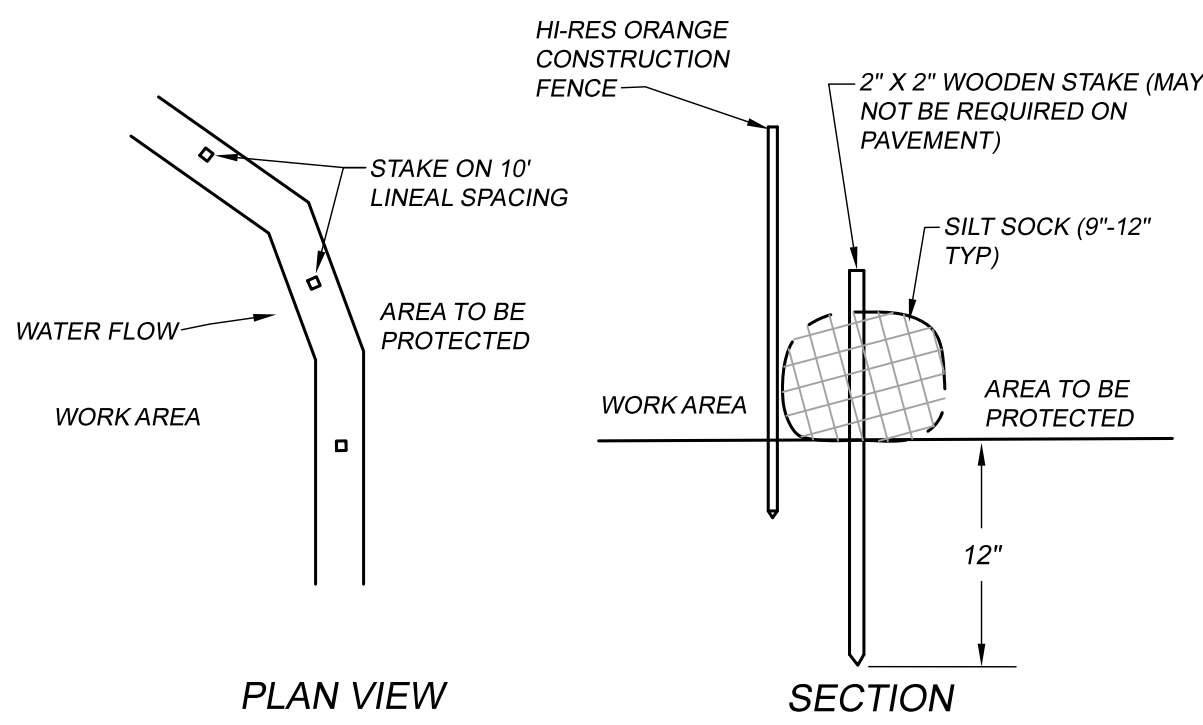 STAKE ON 10'
LINEAL SPACING
WATER FLOW
AREA TO BE
PROTECTED
WORK AREA
PLAN VIEW
HI-RES ORANGE
CONSTRUCTION
FENCE
2" X 2" WOODEN STAKE (MAY
NOT BE REQUIRED ON
PAVEMENT)
SILT SOCK (9"-12"
TYP)
WORK AREA
AREA TO BE
PROTECTED
12"
SECTION